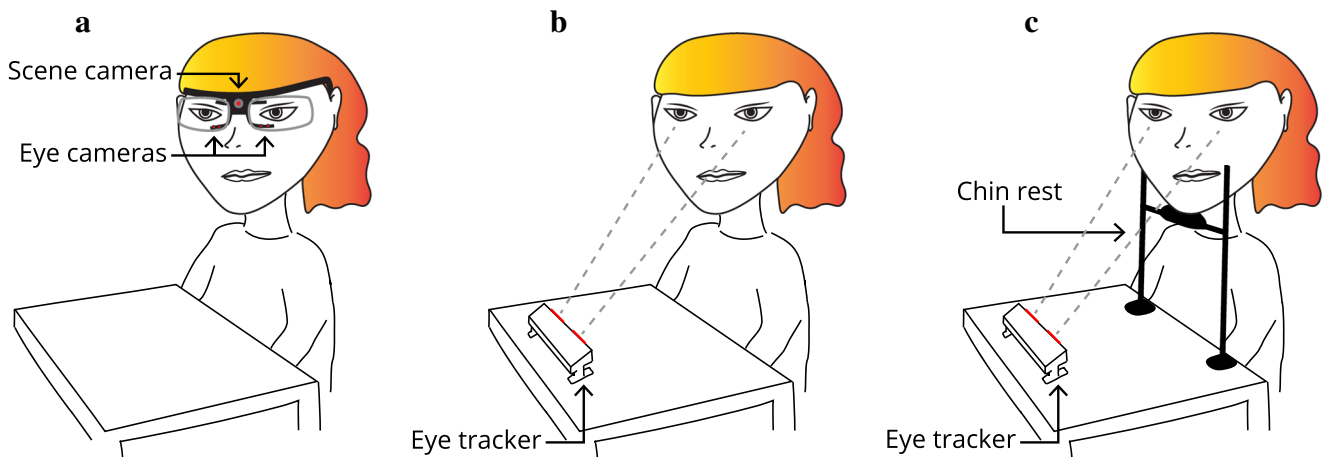 a
Scene camera
Eye cameras
b
Eye tracker
c
Chin rest
Eye tracker